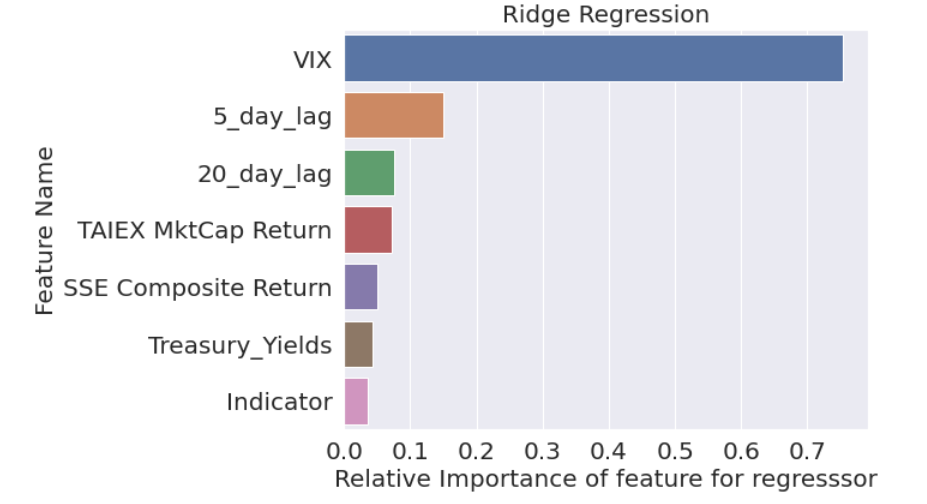 Ridge Regression
VIX
5_day_lag
20_day_lag
TAIEX MktCap Return
SSE Composite Return
Treasury_Yields
Indicator
Feature Name
0.0 0.1 0.2 0.3 0.4 0.5 0.6 0.7
Relative Importance of feature for regresssor